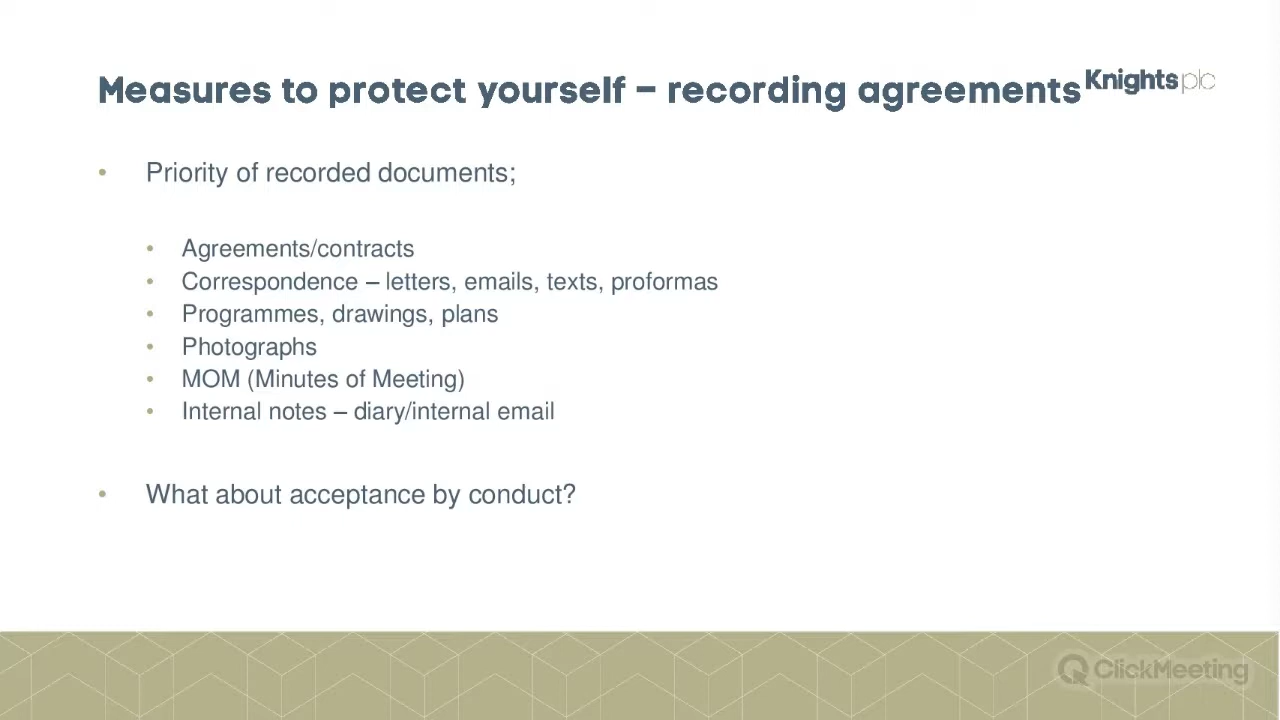 Measures to protect yourself – recording agreements
Knights plc
• Priority of recorded documents;
• Agreements/contracts
• Correspondence – letters, emails, texts, proformas
• Programmes, drawings, plans
• Photographs
• MOM (Minutes of Meeting)
• Internal notes – diary/internal email
• What about acceptance by conduct?
ClickMeeting